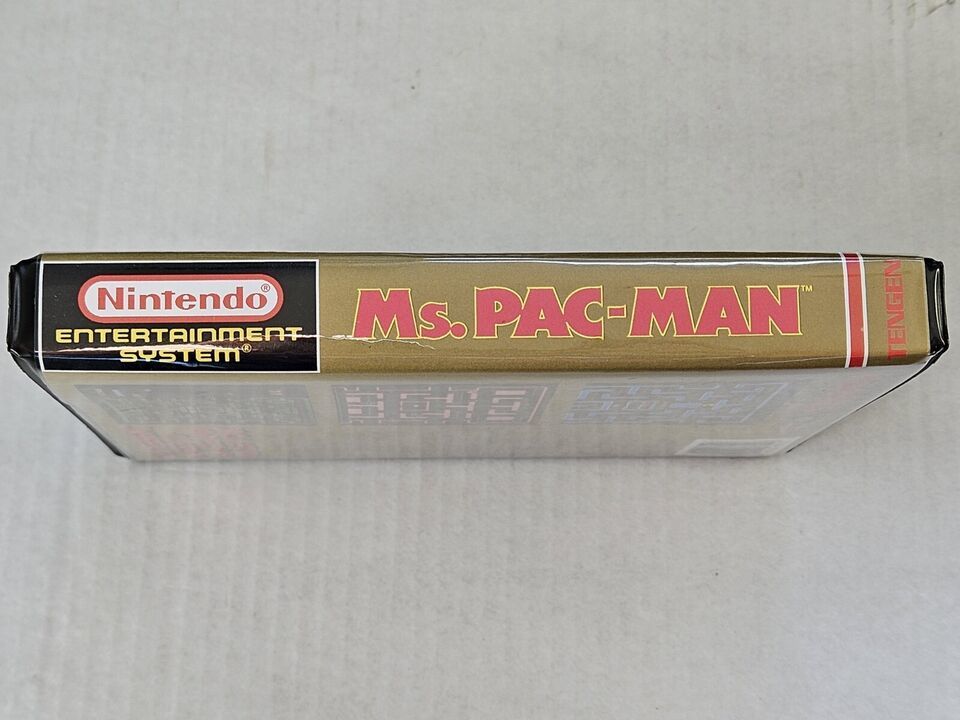 Nintendo®
ENTERTAINMENT
SYSTEM®
Ms. PAC-MAN™
TENGEN